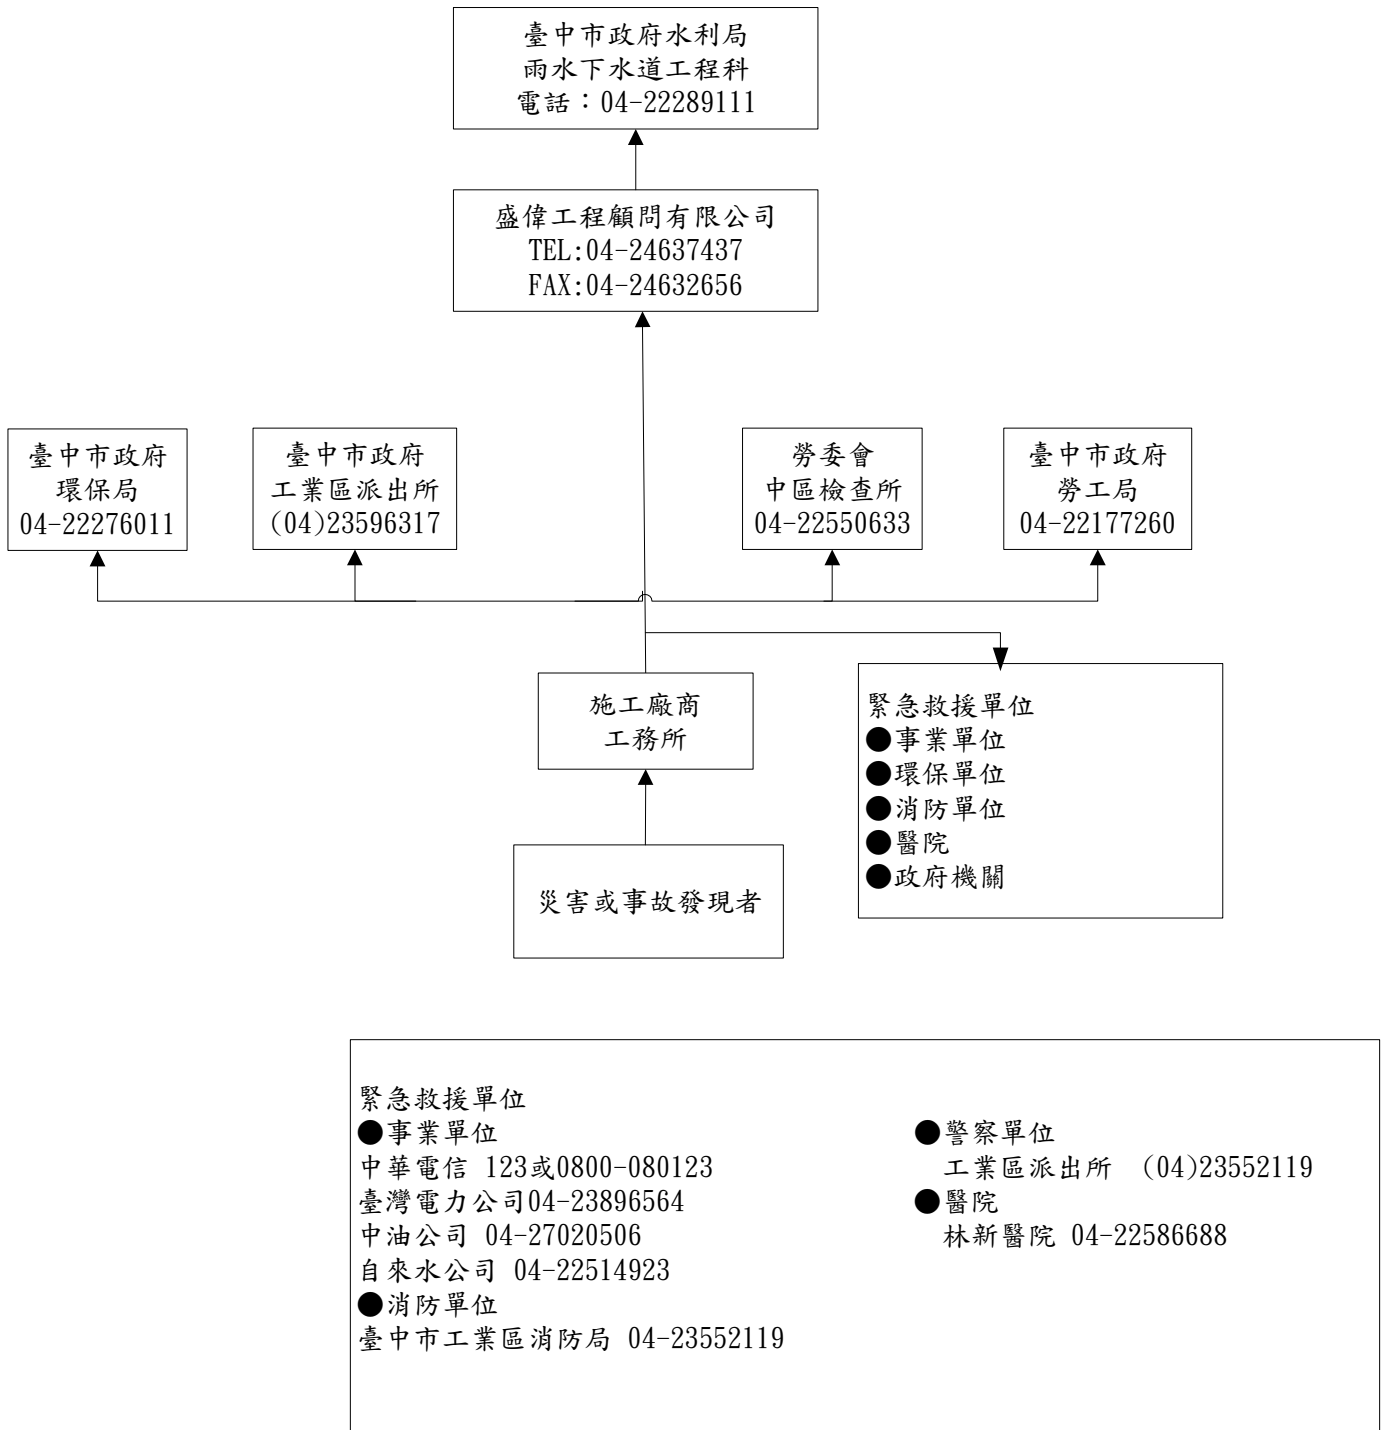 臺中市政府水利局
雨水下水道工程科
電話：04-22289111
盛偉工程顧問有限公司
TEL:04-24637437
FAX:04-24632656
臺中市政府
環保局
04-22276011
臺中市政府
工業區派出所
(04)23596317
勞委會
中區檢查所
04-22550633
臺中市政府
勞工局
04-22177260
施工廠商
工務所
緊急救援單位
●事業單位
●環保單位
●消防單位
●醫院
●政府機關
災害或事故發現者
緊急救援單位
●事業單位
中華電信 123或0800-080123
臺灣電力公司04-23896564
中油公司 04-27020506
自來水公司 04-22514923
●消防單位
臺中市工業區消防局 04-23552119
●警察單位
工業區派出所 (04)23552119
●醫院
林新醫院 04-22586688